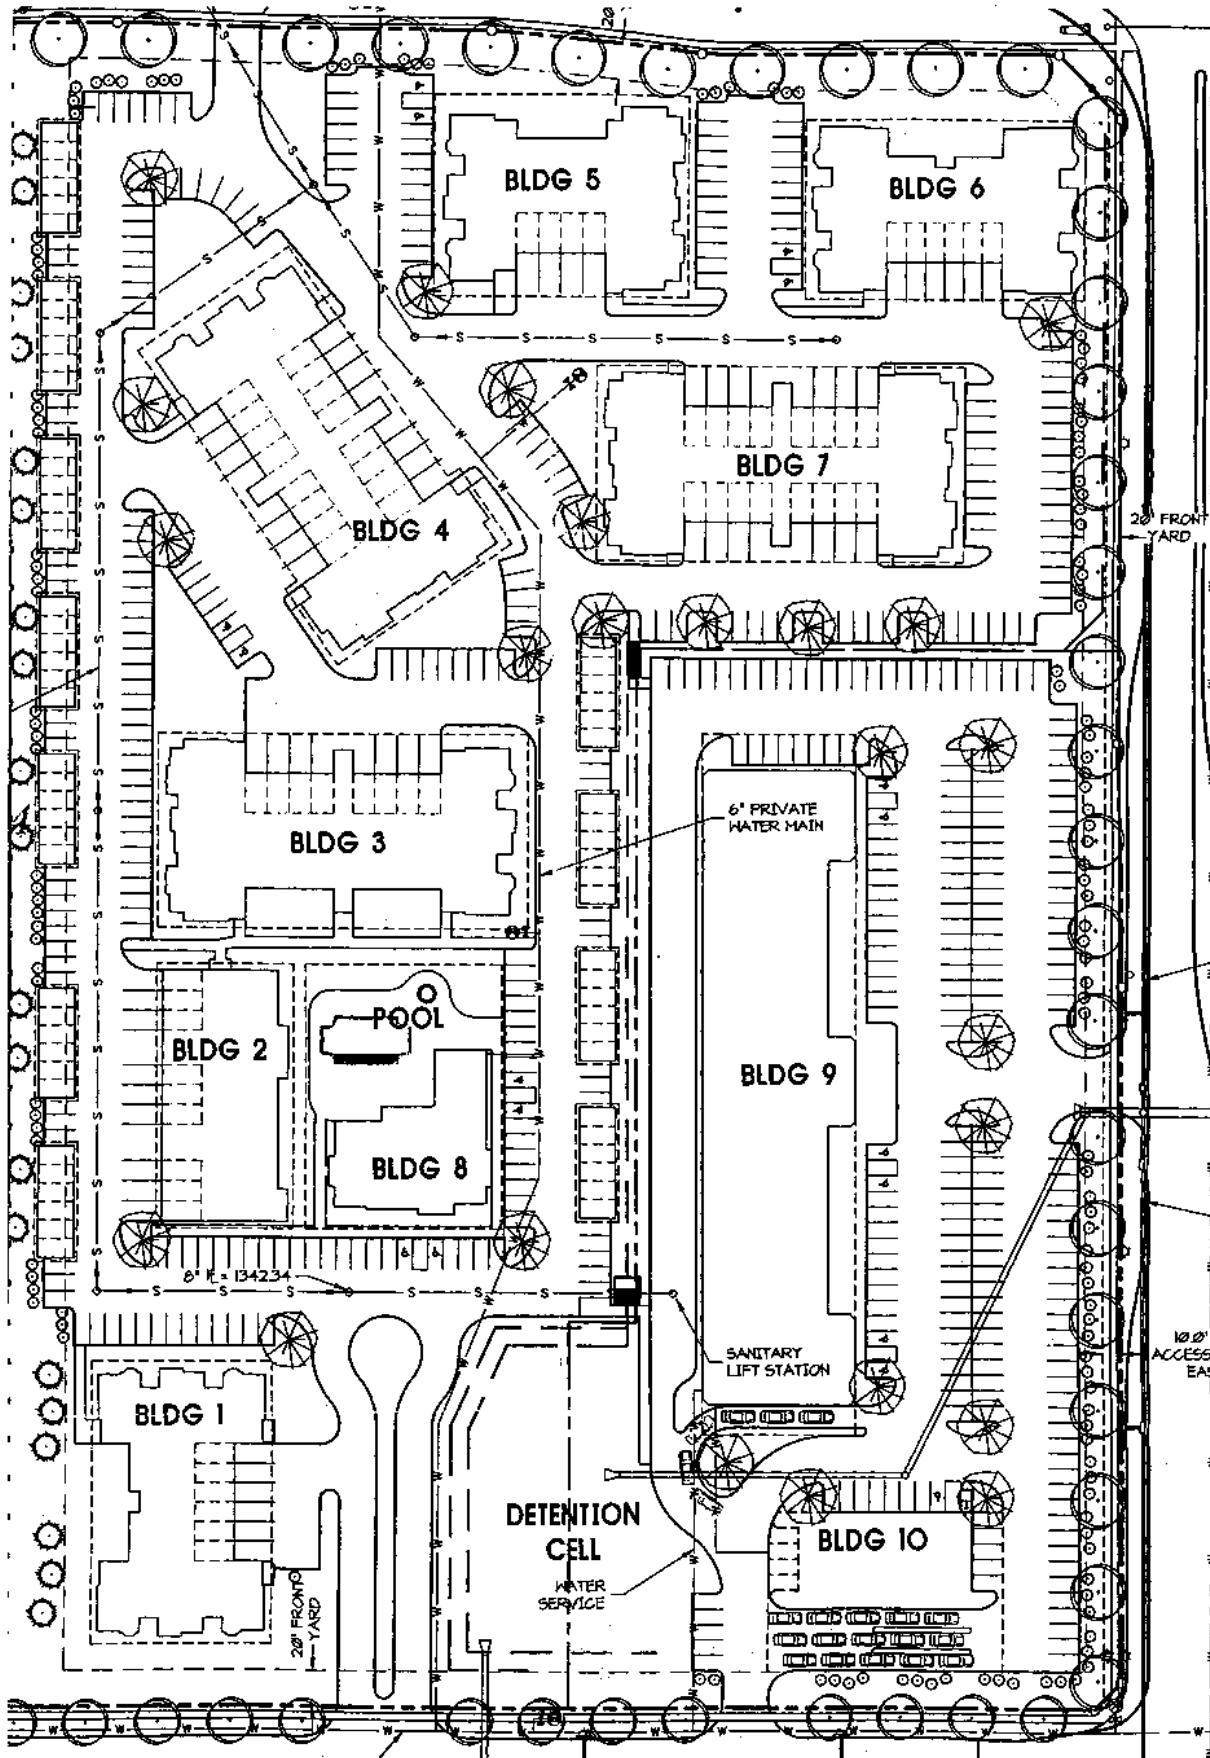 20
BLDG 5
BLDG 6
20' FRONT
YARD
BLDG 7
BLDG 4
6" PRIVATE
WATER MAIN
BLDG 3
POOL
BLDG 2
BLDG 9
BLDG 8
SANITARY
LIFT STATION
10.0'
ACCESS
EAS
BLDG 1
DETENTION
CELL
BLDG 10
WATER
SERVICE
20' FRONT
YARD